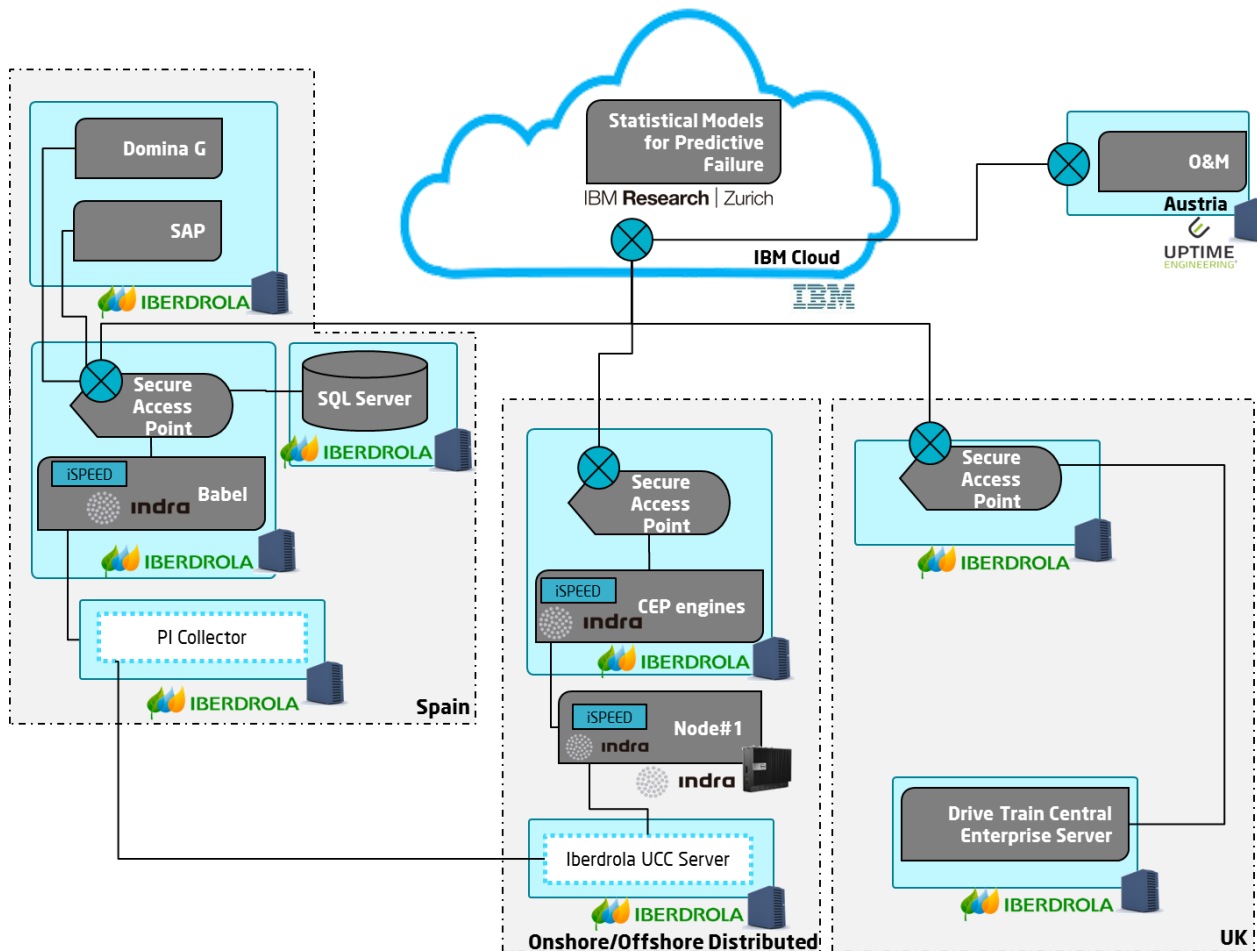 Statistical Models
for Predictive
Failure
IBM Research | Zurich
IBM Cloud
IBM
O&M
Austria
UPTIME
ENGINEERING
Domina G
SAP
IBERDROLA
Secure
Access
Point
SQL Server
IBERDROLA
iSPEED
Babel
indra
IBERDROLA
PI Collector
IBERDROLA
Spain
Secure
Access
Point
iSPEED
CEP engines
indra
IBERDROLA
iSPEED
Node#1
indra
indra
Iberdrola UCC Server
IBERDROLA
Onshore/Offshore Distributed
Secure
Access
Point
IBERDROLA
Drive Train Central
Enterprise Server
IBERDROLA
UK